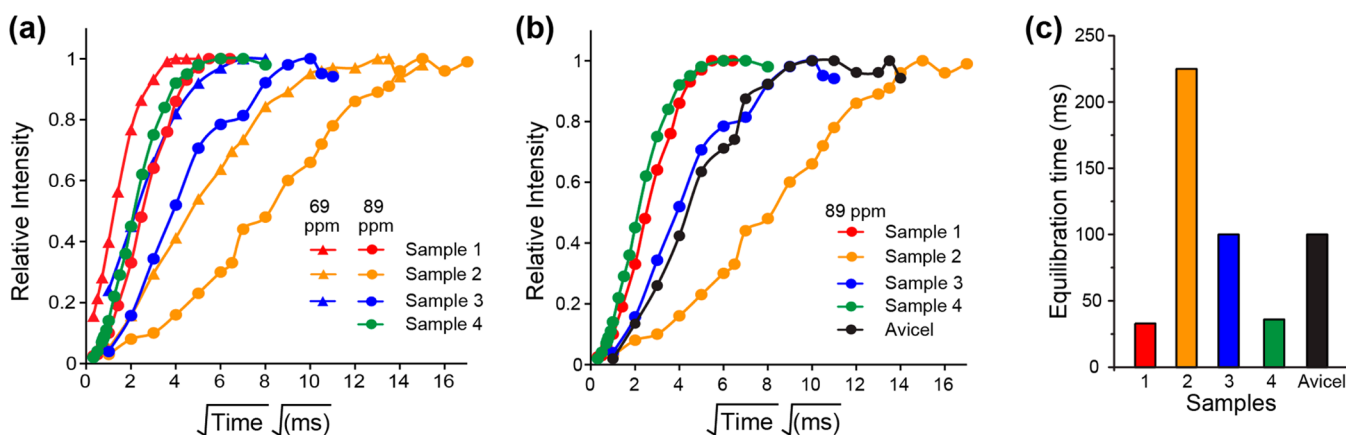 (a)
Relative Intensity
1
0.8
0.6
0.4
0.2
0
0 2 4 6 8 10 12 14 16
√Time √(ms)
69 ppm
89 ppm
Sample 1
Sample 2
Sample 3
Sample 4
(b)
Relative Intensity
1
0.8
0.6
0.4
0.2
0
0 2 4 6 8 10 12 14 16
√Time √(ms)
89 ppm
Sample 1
Sample 2
Sample 3
Sample 4
Avicel
(c)
Equilibration time (ms)
250
225
200
150
100
50
0
1 2 3 4 Avicel
Samples